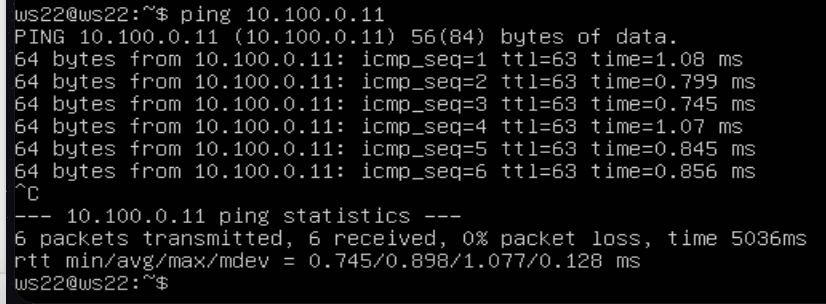 ws22@ws22:~$ ping 10.100.0.11
PING 10.100.0.11 (10.100.0.11) 56(84) bytes of data.
64 bytes from 10.100.0.11: icmp_seq=1 ttl=63 time=1.08 ms
64 bytes from 10.100.0.11: icmp_seq=2 ttl=63 time=0.799 ms
64 bytes from 10.100.0.11: icmp_seq=3 ttl=63 time=0.745 ms
64 bytes from 10.100.0.11: icmp_seq=4 ttl=63 time=1.07 ms
64 bytes from 10.100.0.11: icmp_seq=5 ttl=63 time=0.845 ms
64 bytes from 10.100.0.11: icmp_seq=6 ttl=63 time=0.856 ms
^C
--- 10.100.0.11 ping statistics ---
6 packets transmitted, 6 received, 0% packet loss, time 5036ms
rtt min/avg/max/mdev = 0.745/0.898/1.077/0.128 ms
ws22@ws22:~$